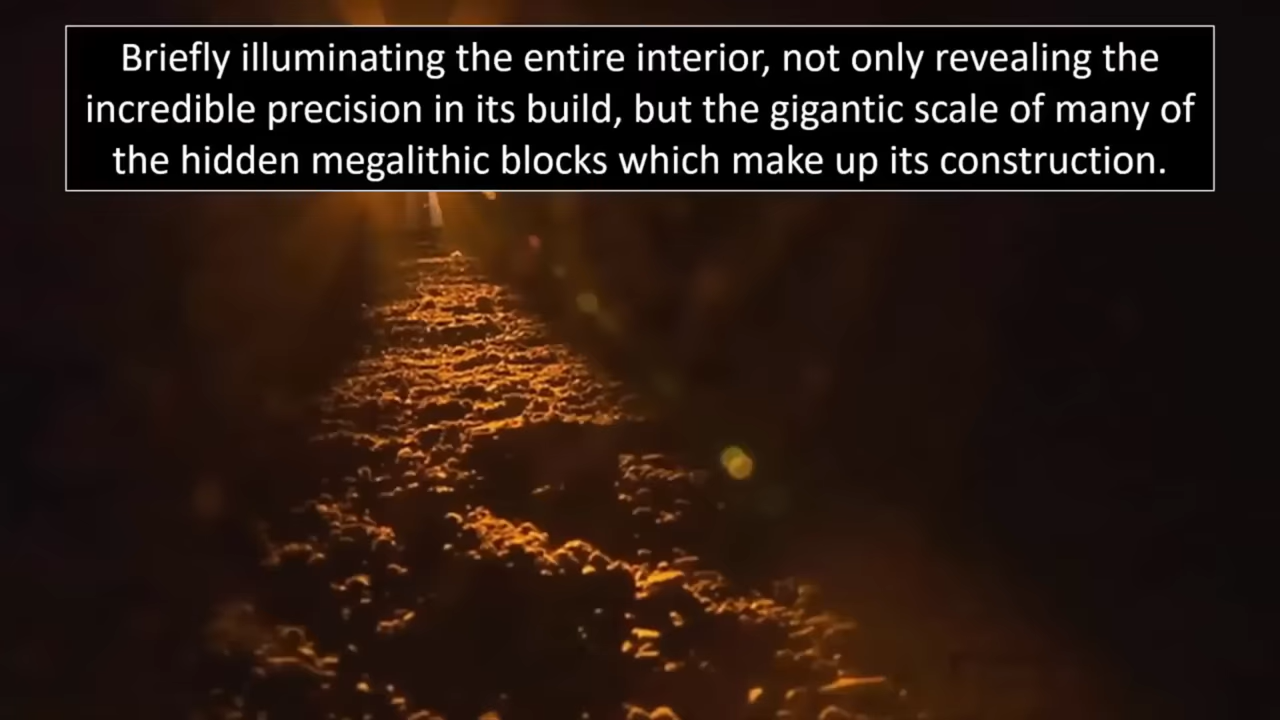 Briefly illuminating the entire interior, not only revealing the
incredible precision in its build, but the gigantic scale of many of
the hidden megalithic blocks which make up its construction.